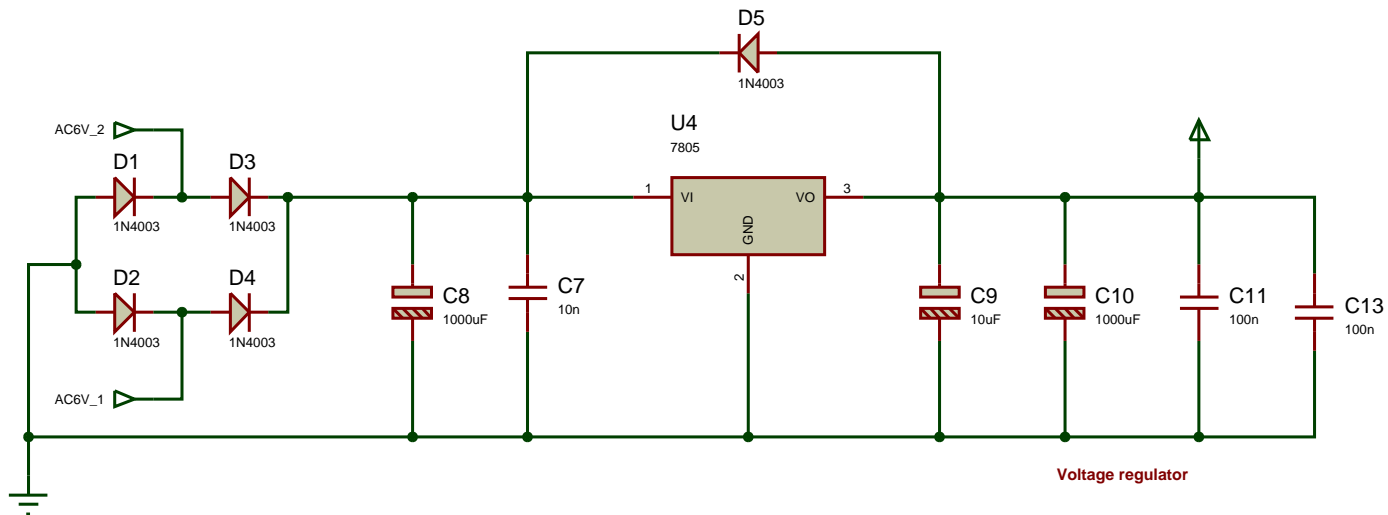 D5
1N4003
U4
7805
AC6V_2
D1
D3
1 VI VO 3
1N4003
1N4003
GND
2
D2
D4
1N4003
1N4003
C8
1000uF
C7
10n
C9
10uF
C10
1000uF
C11
100n
C13
100n
AC6V_1
Voltage regulator